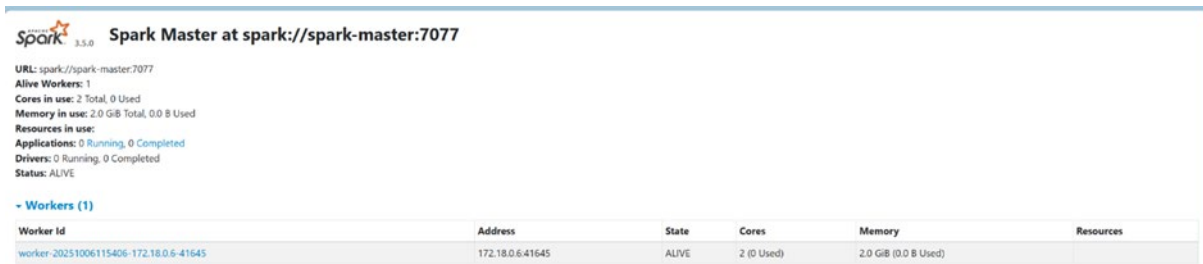 APACHE
Spark 3.5.0 Spark Master at spark://spark-master:7077
URL: spark://spark-master:7077
Alive Workers: 1
Cores in use: 2 Total, 0 Used
Memory in use: 2.0 GiB Total, 0.0 B Used
Resources in use:
Applications: 0 Running, 0 Completed
Drivers: 0 Running, 0 Completed
Status: ALIVE
Workers (1)
Worker Id Address State Cores Memory Resources
worker-20251006115406-172.18.0.6-41645 172.18.0.6:41645 ALIVE 2 (0 Used) 2.0 GiB (0.0 B Used)